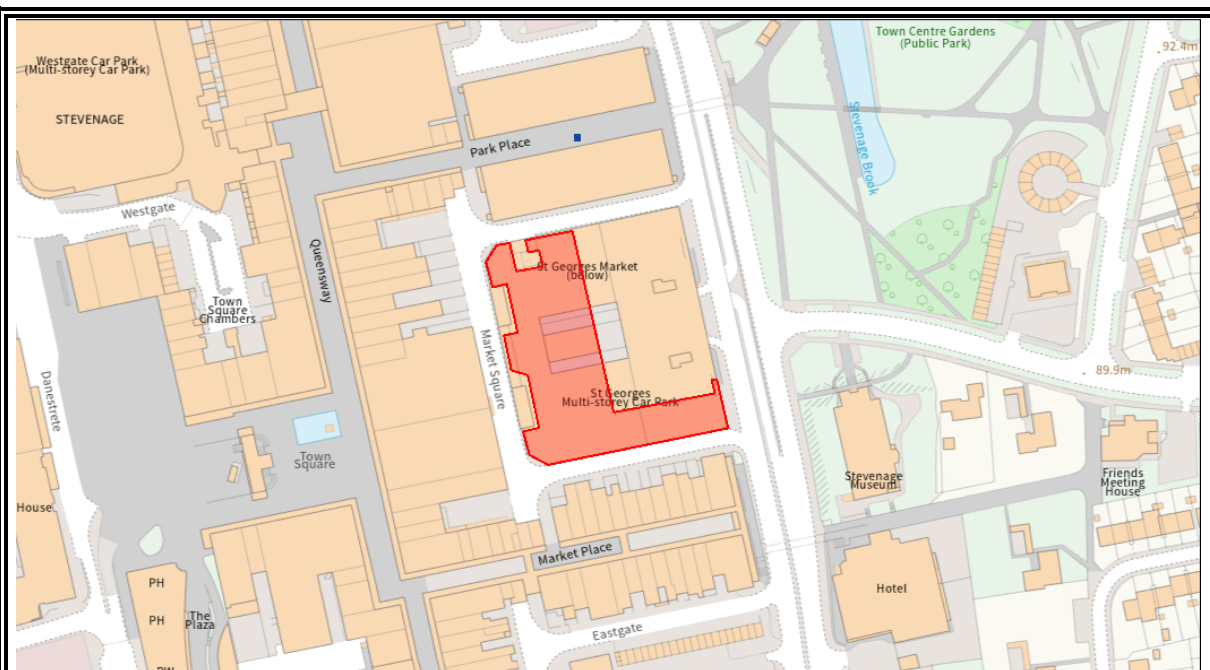 Town Centre Gardens
(Public Park)
92.4m
Westgate Car Park
(Multi-storey Car Park)
STEVENAGE
Stevenage Brook
Park Place
Westgate
Queensway
St Georges Market
(below)
Town
Square
Chambers
Market Square
89.9m
Danestrete
St Georges
Multi-storey Car Park
Town
Square
Stevenage
Museum
Friends
Meeting
House
House
Market Place
PH
Hotel
PH
The
Plaza
Eastgate